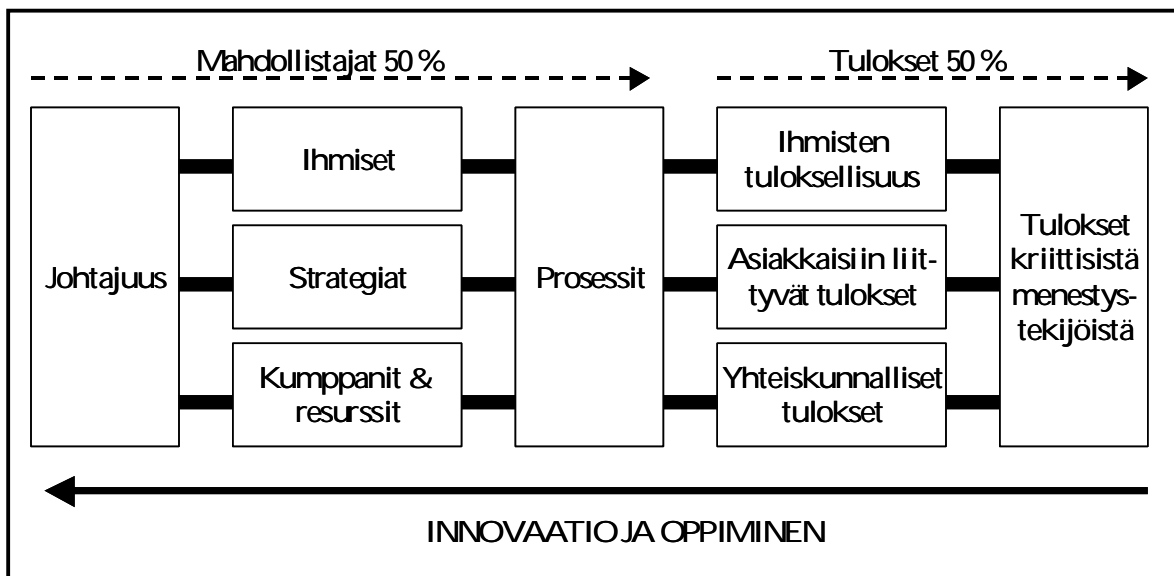 Mahdollistajat 50 %
Tulokset 50 %
Johtajuus
Ihmiset
Strategiat
Kumppanit &
resurssit
Prosessit
Ihmisten
tuloksellisuus
Asiakkaisiin liit-
tyvät tulokset
Yhteiskunnalliset
tulokset
Tulokset
kriittisistä
menestys-
tekijöistä
INNOVAATIO JA OPPIMINEN